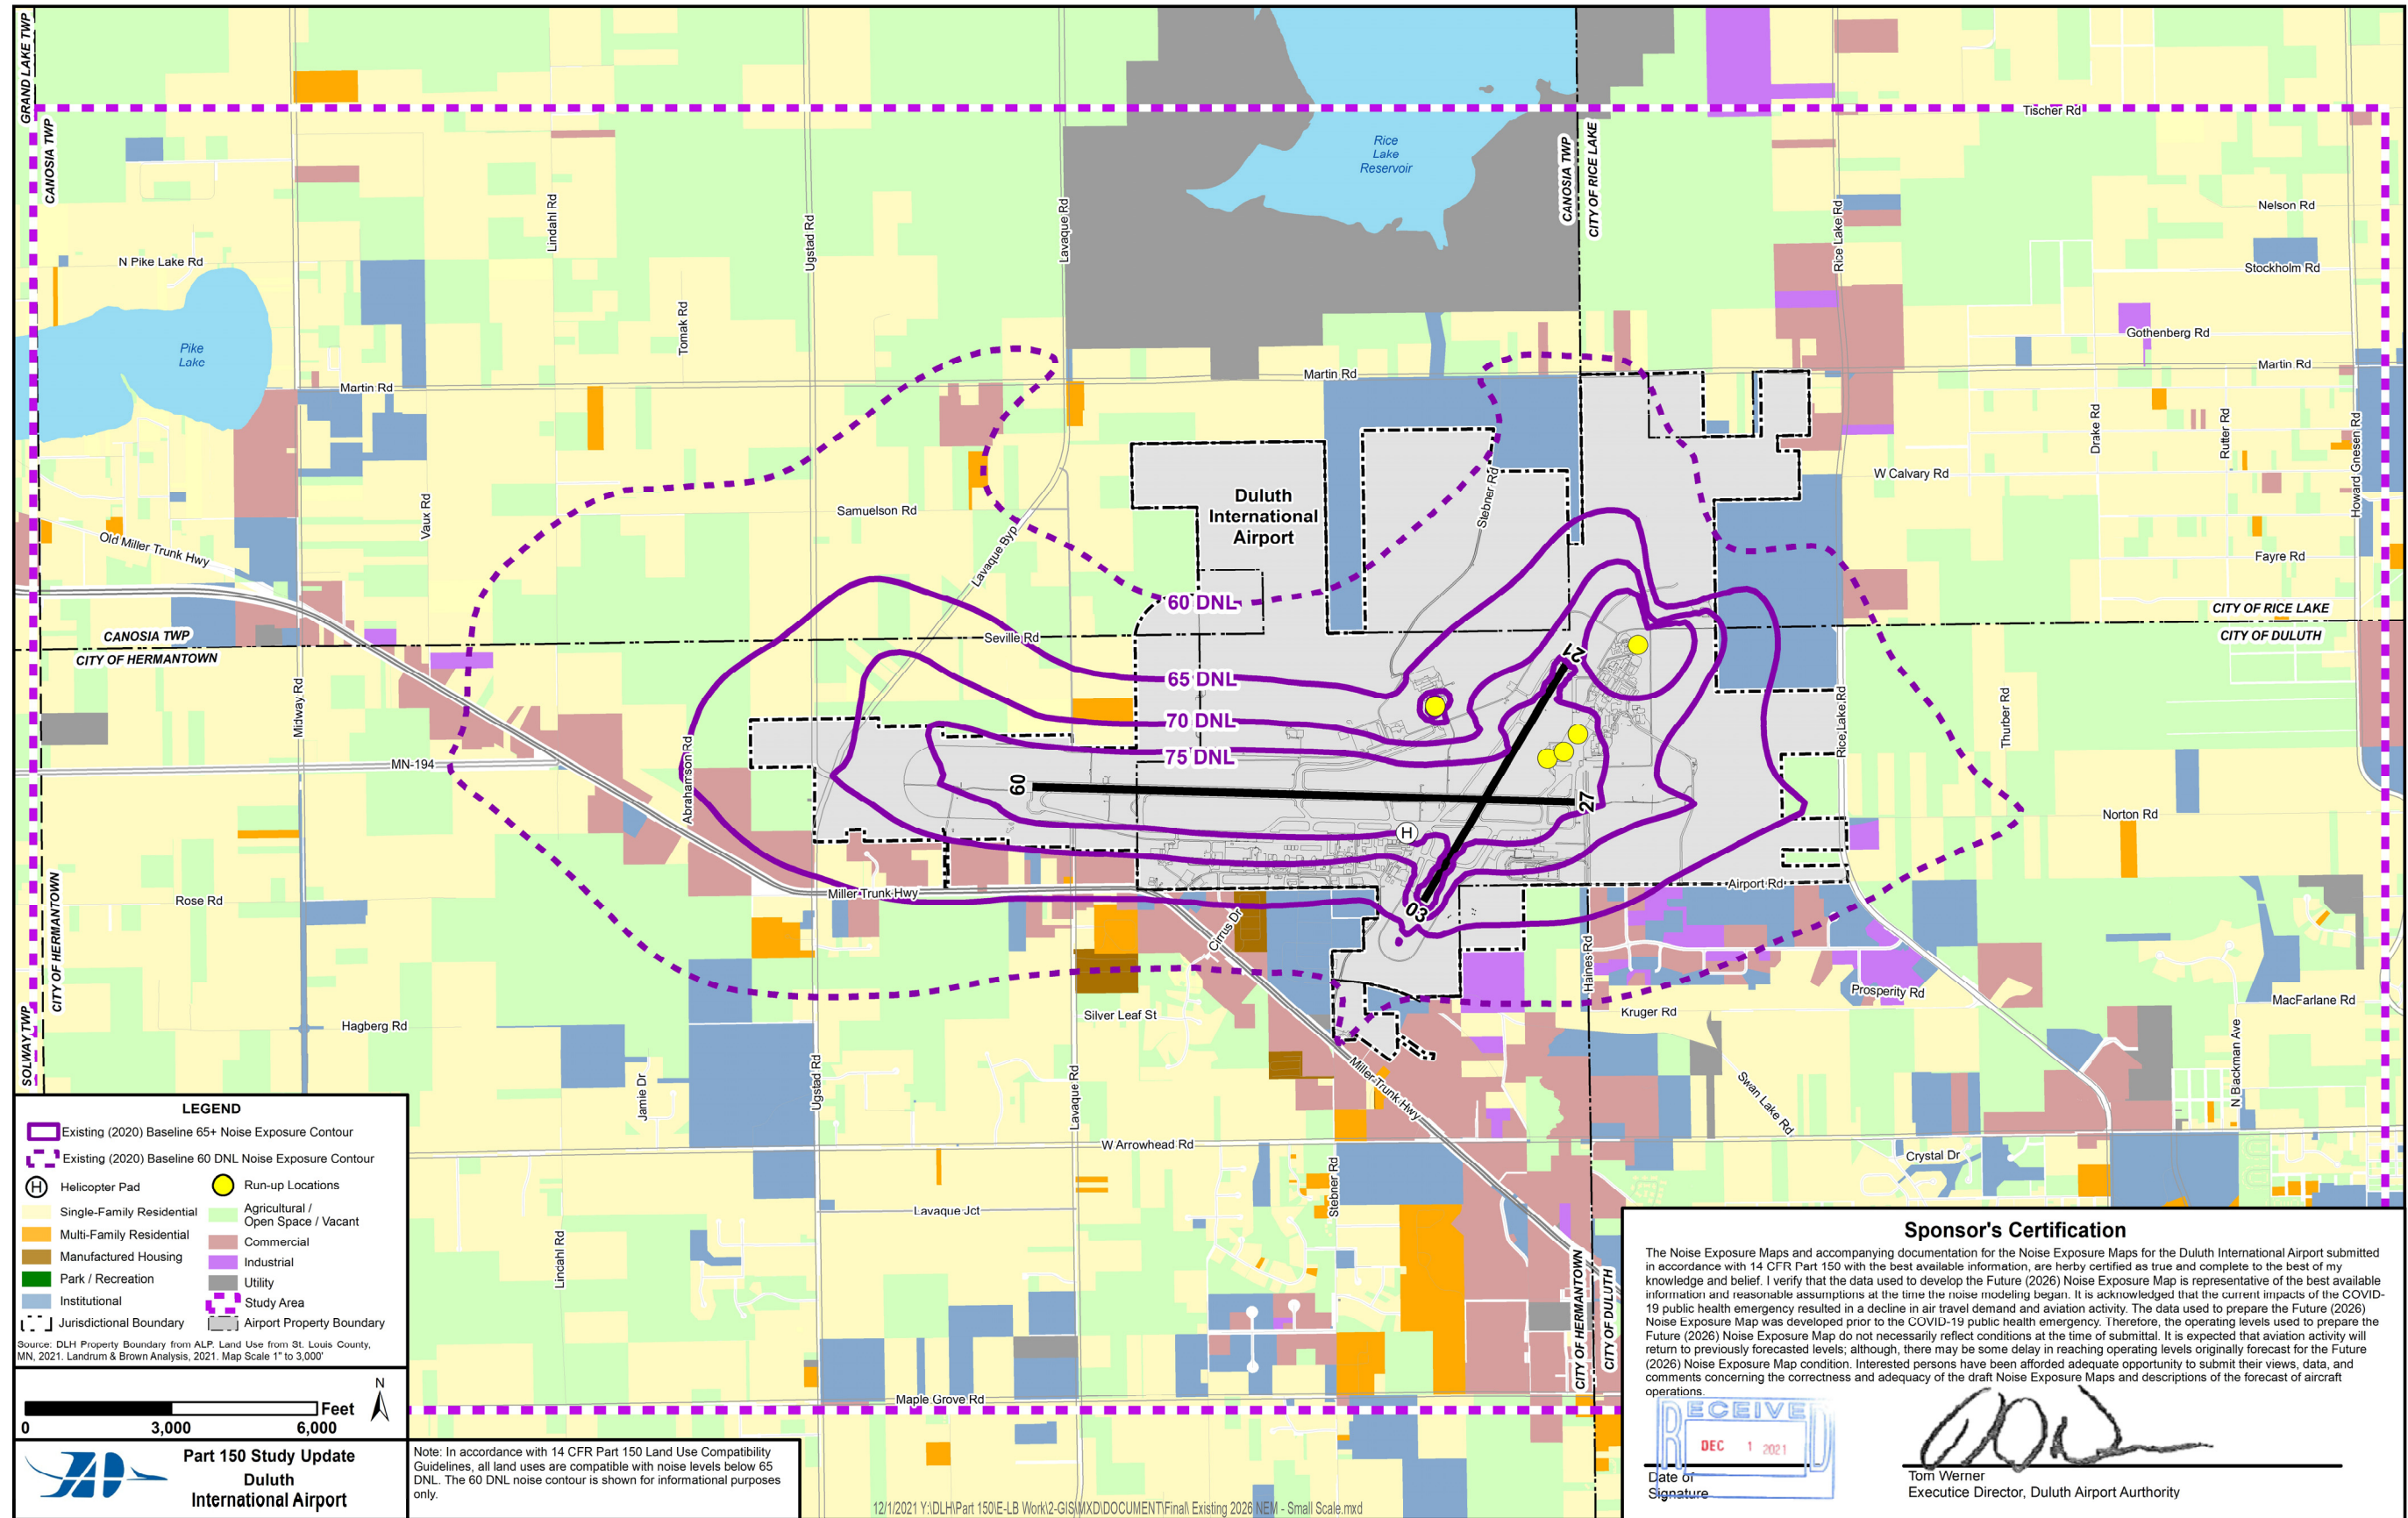 GRAND LAKE TWP
CANOSIA TWP
Tischer Rd
Rice
Lake
Reservoir
CANOSIA TWP
CITY OF RICE LAKE
Lindahl Rd
Ugstad Rd
Lavaque Rd
Rice Lake Rd
Nelson Rd
N Pike Lake Rd
Stockholm Rd
Tomak Rd
Pike
Lake
Gothenberg Rd
Martin Rd
Martin Rd
Martin Rd
Drake Rd
Rutter Rd
Howard Gnesen Rd
W Calvary Rd
Vaux Rd
Samuelson Rd
Stebner Rd
Duluth
International
Airport
Old Miller Trunk Hwy
Lavaque Byp
Fayre Rd
60 DNL
CITY OF RICE LAKE
CITY OF DULUTH
CANOSIA TWP
CITY OF HERMANTOWN
Seville Rd
21
65 DNL
70 DNL
75 DNL
Midway Rd
Abrahamson Rd
Rice Lake Rd
Thurber Rd
MN-194
09
27
H
Norton Rd
Rose Rd
Miller Trunk Hwy
Airport Rd
03
Cirrus Dr
Haines Rd
CITY OF HERMANTOWN
SOLWAY TWP
Prosperity Rd
MacFarlane Rd
Hagberg Rd
Silver Leaf St
Kruger Rd
Jamie Dr
Ugstad Rd
Lavaque Rd
Miller Trunk Hwy
Swan Lake Rd
N Backman Ave
W Arrowhead Rd
Crystal Dr
Stebner Rd
Lavaque Jct
Lindahl Rd
CITY OF HERMANTOWN
CITY OF DULUTH
Maple Grove Rd
LEGEND
Existing (2020) Baseline 65+ Noise Exposure Contour
Existing (2020) Baseline 60 DNL Noise Exposure Contour
H Helicopter Pad
Run-up Locations
Single-Family Residential
Agricultural /
Open Space / Vacant
Multi-Family Residential
Commercial
Manufactured Housing
Industrial
Park / Recreation
Utility
Institutional
Study Area
Jurisdictional Boundary
Airport Property Boundary
Source: DLH Property Boundary from ALP. Land Use from St. Louis County,
MN, 2021. Landrum & Brown Analysis, 2021. Map Scale 1" to 3,000'
N
Feet
0 3,000 6,000
Part 150 Study Update
Duluth
International Airport
Note: In accordance with 14 CFR Part 150 Land Use Compatibility
Guidelines, all land uses are compatible with noise levels below 65
DNL. The 60 DNL noise contour is shown for informational purposes
only.
12/1/2021 Y:\DLH\Part 150\E-LB Work\2-GIS\MXD\DOCUMENT\Final\ Existing 2026 NEM - Small Scale.mxd
Sponsor's Certification
The Noise Exposure Maps and accompanying documentation for the Noise Exposure Maps for the Duluth International Airport submitted
in accordance with 14 CFR Part 150 with the best available information, are herby certified as true and complete to the best of my
knowledge and belief. I verify that the data used to develop the Future (2026) Noise Exposure Map is representative of the best available
information and reasonable assumptions at the time the noise modeling began. It is acknowledged that the current impacts of the COVID-
19 public health emergency resulted in a decline in air travel demand and aviation activity. The data used to prepare the Future (2026)
Noise Exposure Map was developed prior to the COVID-19 public health emergency. Therefore, the operating levels used to prepare the
Future (2026) Noise Exposure Map do not necessarily reflect conditions at the time of submittal. It is expected that aviation activity will
return to previously forecasted levels; although, there may be some delay in reaching operating levels originally forecast for the Future
(2026) Noise Exposure Map condition. Interested persons have been afforded adequate opportunity to submit their views, data, and
comments concerning the correctness and adequacy of the draft Noise Exposure Maps and descriptions of the forecast of aircraft
operations.
RECEIVED
DEC 1 2021
Date of
Signature
Tom Werner
Executice Director, Duluth Airport Aurthority